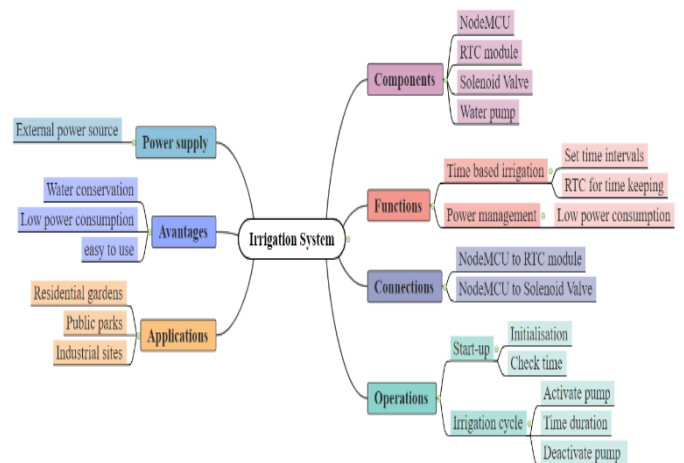 Irrigation System
Components
NodeMCU
RTC module
Solenoid Valve
Water pump
Functions
Time based irrigation
Set time intervals
RTC for time keeping
Power management
Low power consumption
Connections
NodeMCU to RTC module
NodeMCU to Solenoid Valve
Operations
Start-up
Initialisation
Check time
Irrigation cycle
Activate pump
Time duration
Deactivate pump
Power supply
External power source
Avantages
Water conservation
Low power consumption
easy to use
Applications
Residential gardens
Public parks
Industrial sites